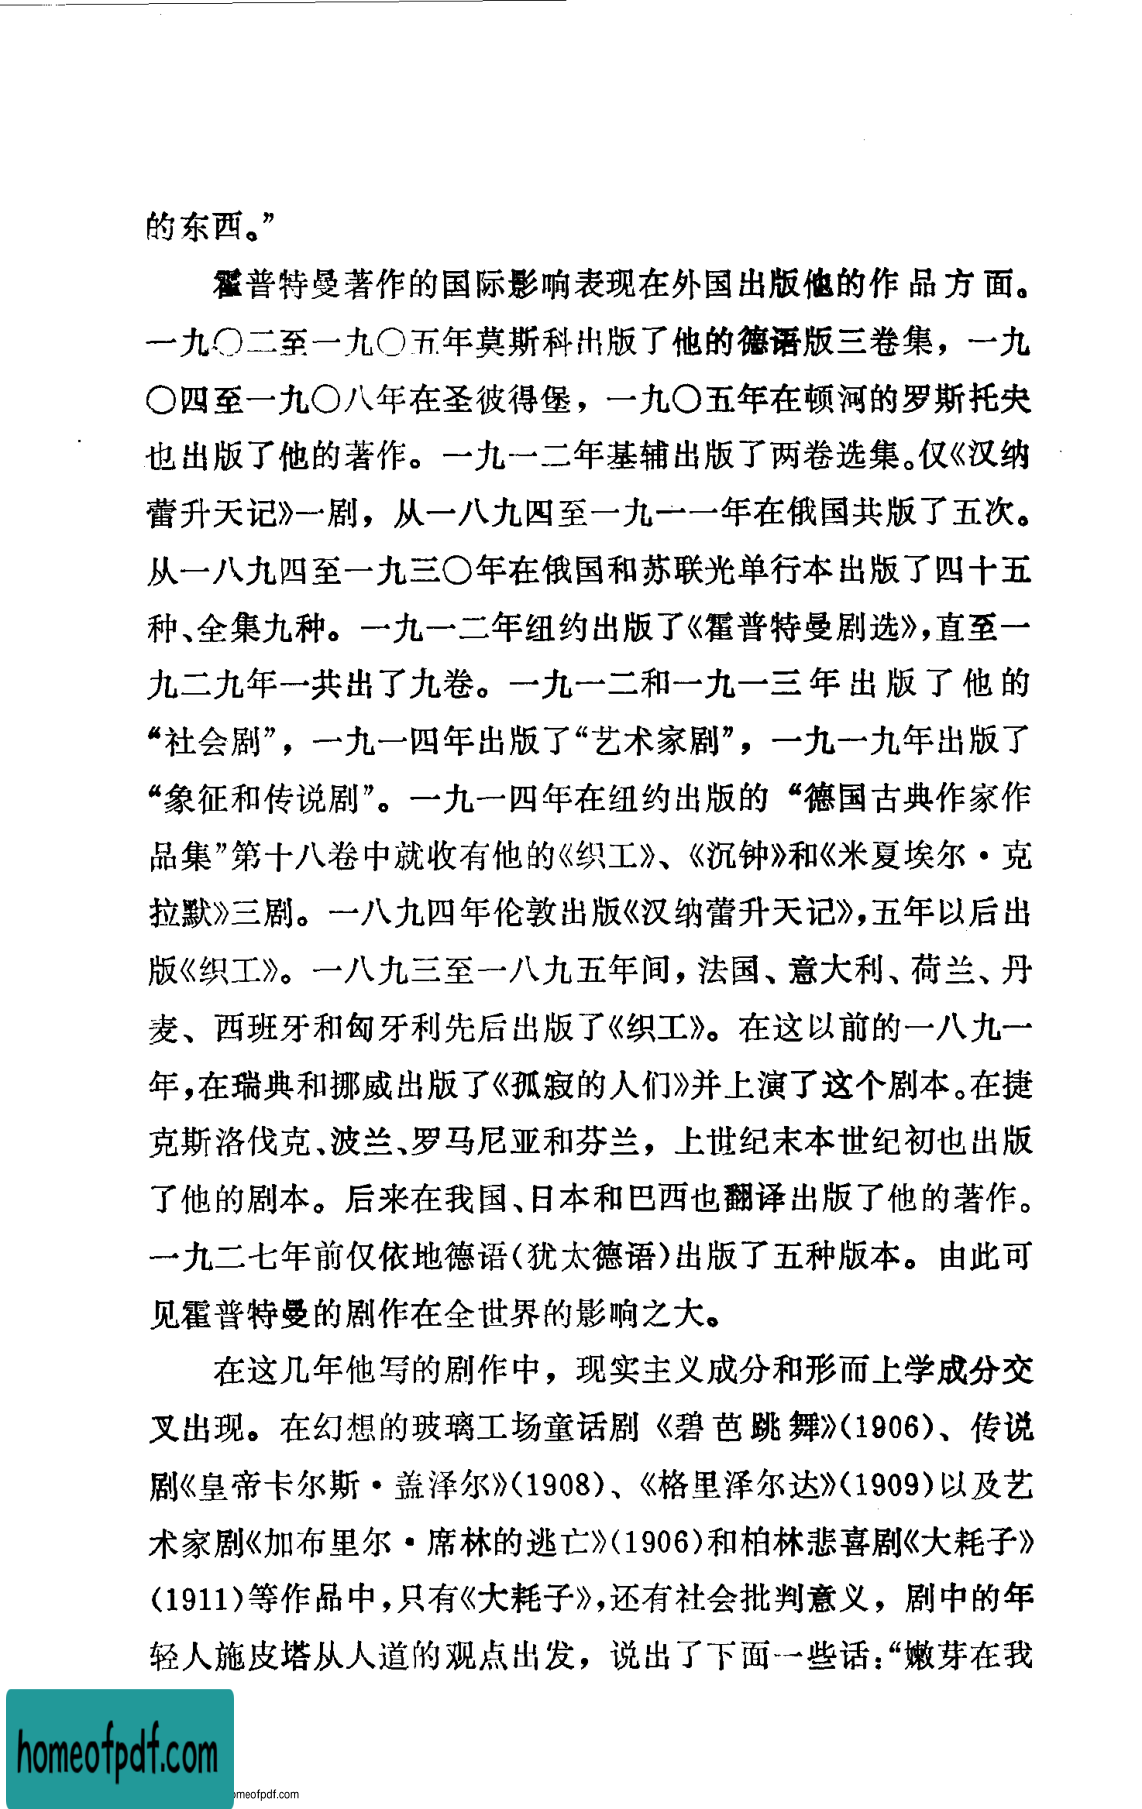 的东西。”
霍普特曼著作的国际影响表现在外国出版他的作品方面。
一九〇二至一九〇五年莫斯科出版了他的德语版三卷集，一九
〇四至一九〇八年在圣彼得堡，一九〇五年在顿河的罗斯托夫
也出版了他的著作。一九一二年基辅出版了两卷选集。仅《汉纳
蕾升天记》一剧，从一八九四至一九一一年在俄国共版了五次。
从一八九四至一九三〇年在俄国和苏联光单行本出版了四十五
种、全集九种。一九一二年纽约出版了《霍普特曼剧选》，直至一
九二九年一共出了九卷。一九一二和一九一三年出版了他的
“社会剧”，一九一四年出版了“艺术家剧”，一九一九年出版了
“象征和传说剧”。一九一四年在纽约出版的“德国古典作家作
品集”第十八卷中就收有他的《织工》、《沉钟》和《米夏埃尔·克
拉默》三剧。一八九四年伦敦出版《汉纳蕾升天记》，五年以后出
版《织工》。一八九三至一八九五年间，法国、意大利、荷兰、丹
麦、西班牙和匈牙利先后出版了《织工》。在这以前的一八九一
年，在瑞典和挪威出版了《孤寂的人们》并上演了这个剧本。在捷
克斯洛伐克、波兰、罗马尼亚和芬兰，上世纪末本世纪初也出版
了他的剧本。后来在我国、日本和巴西也翻译出版了他的著作。
一九二七年前仅依地德语(犹太德语)出版了五种版本。由此可
见霍普特曼的剧作在全世界的影响之大。
在这几年他写的剧作中，现实主义成分和形而上学成分交
叉出现。在幻想的玻璃工场童话剧《碧芭跳舞》(1906)、传说
剧《皇帝卡尔斯·盖泽尔》(1908)、《格里泽尔达》(1909)以及艺
术家剧《加布里尔·席林的逃亡》(1906)和柏林悲喜剧《大耗子》
(1911)等作品中，只有《大耗子》，还有社会批判意义，剧中的年
轻人施皮塔从人道的观点出发，说出了下面一些话：“嫩芽在我
homeofpdf.com
omeofpdf.com